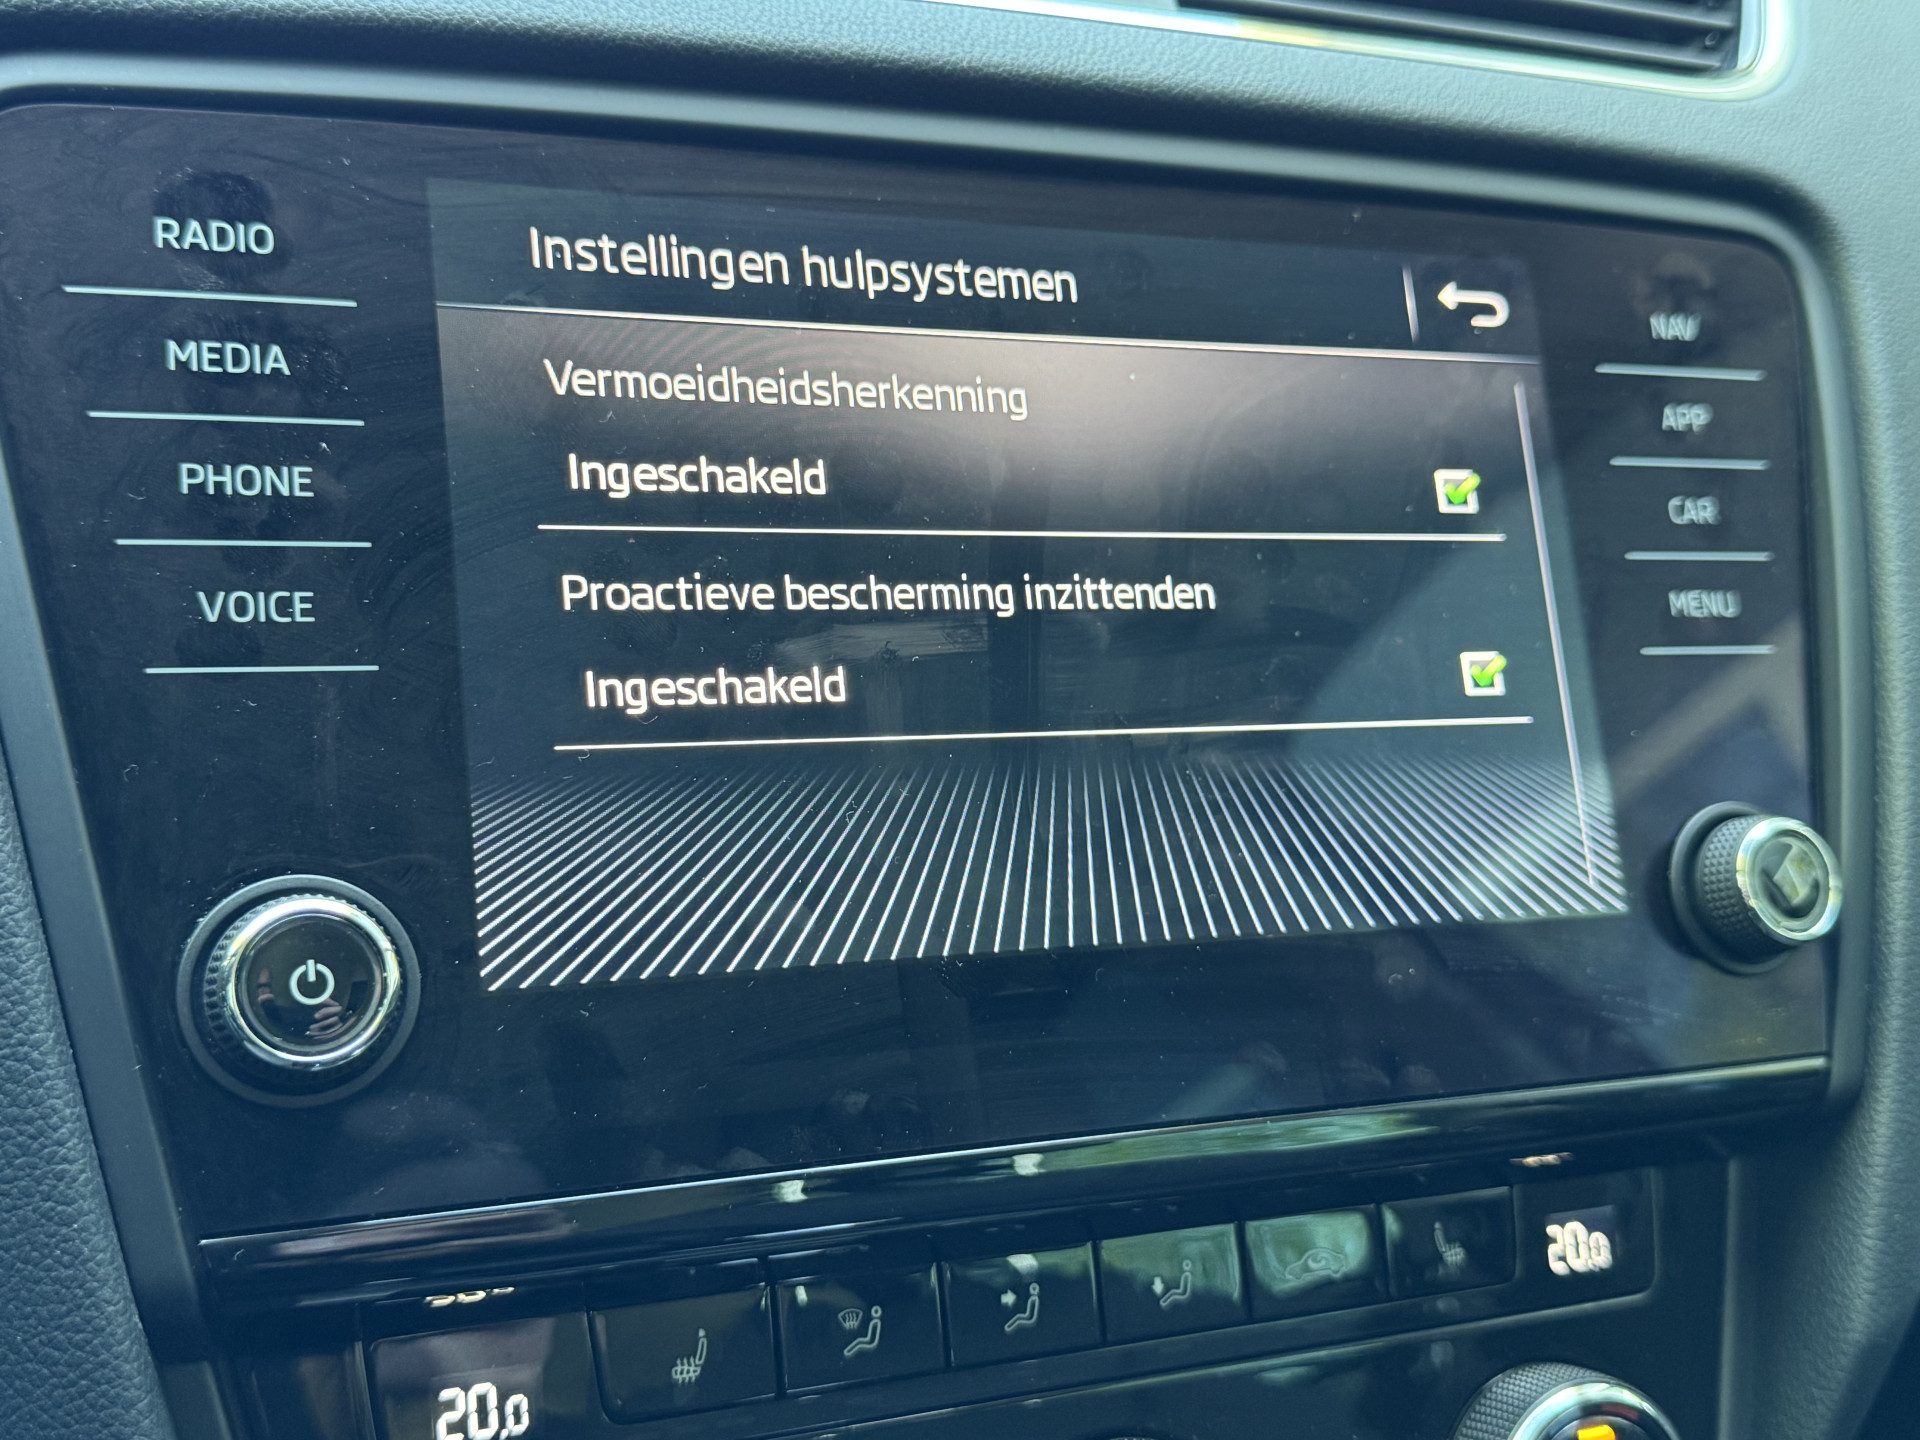 RADIO
MEDIA
PHONE
VOICE
Instellingen hulpsystemen
Vermoeidheidsherkenning
Ingeschakeld
Proactieve bescherming inzittenden
Ingeschakeld
NAV
APP
CAR
MENU
20.0
20.0